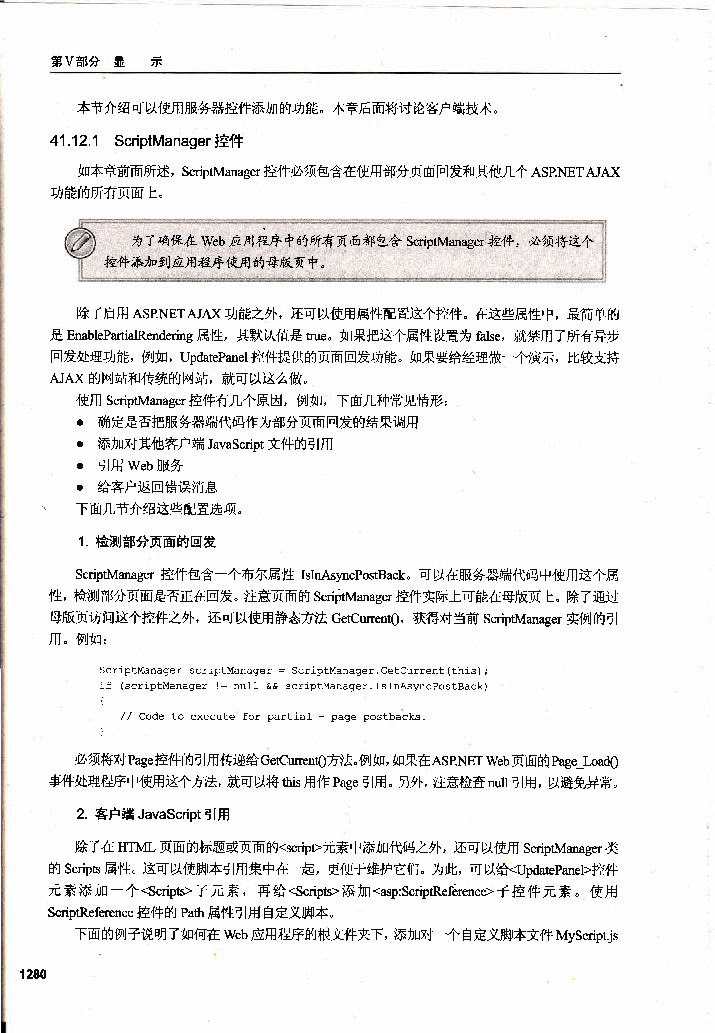 第Ⅴ部分 显 示
本节介绍可以使用服务器控件添加的功能。本章后面将讨论客户端技术。
41.12.1 ScriptManager 控件
如本章前面所述，ScriptManager 控件必须包含在使用部分页面回发和其他几个 ASP.NET AJAX
功能的所有页面上。
为了确保在 Web 应用程序中的所有页面都包含 ScriptManager 控件，必须将这个
控件添加到应用程序使用的母版页中。
除了启用 ASP.NET AJAX 功能之外，还可以使用属性配置这个控件。在这些属性中，最简单的
是 EnablePartialRendering 属性，其默认值是 true。如果把这个属性设置为 false，就禁用了所有异步
回发处理功能，例如，UpdatePanel 控件提供的页面回发功能。如果要给经理做一个演示，比较支持
AJAX 的网站和传统的网站，就可以这么做。
使用 ScriptManager 控件有几个原因，例如，下面几种常见情形：
● 确定是否把服务器端代码作为部分页面回发的结果调用
● 添加对其他客户端 JavaScript 文件的引用
● 引用 Web 服务
● 给客户返回错误消息
下面几节介绍这些配置选项。
1. 检测部分页面的回发
ScriptManager 控件包含一个布尔属性 IsInAsyncPostBack。可以在服务器端代码中使用这个属
性，检测部分页面是否正在回发。注意页面的 ScriptManager 控件实际上可能在母版页上。除了通过
母版页访问这个控件之外，还可以使用静态方法 GetCurrent()，获得对当前 ScriptManager 实例的引
用。例如：
ScriptManager scriptManager = ScriptManager.GetCurrent(this);
if (scriptManager != null && scriptManager.IsInAsyncPostBack)
{
// Code to execute for partial - page postbacks.
}
必须将对Page控件的引用传递给GetCurrent()方法。例如，如果在ASP.NET Web页面的Page_Load()
事件处理程序中使用这个方法，就可以将 this 用作 Page 引用。另外，注意检查 null 引用，以避免异常。
2. 客户端 JavaScript 引用
除了在 HTML 页面的标题或页面的<script>元素中添加代码之外，还可以使用 ScriptManager 类
的 Scripts 属性。这可以使脚本引用集中在一起，更便于维护它们。为此，可以给<UpdatePanel>控件
元素添加一个<Scripts>子元素，再给<Scripts>添加<asp:ScriptReference>子控件元素。使用
ScriptReference 控件的 Path 属性引用自定义脚本。
下面的例子说明了如何在 Web 应用程序的根文件夹下，添加对一个自定义脚本文件 MyScript.js
1280